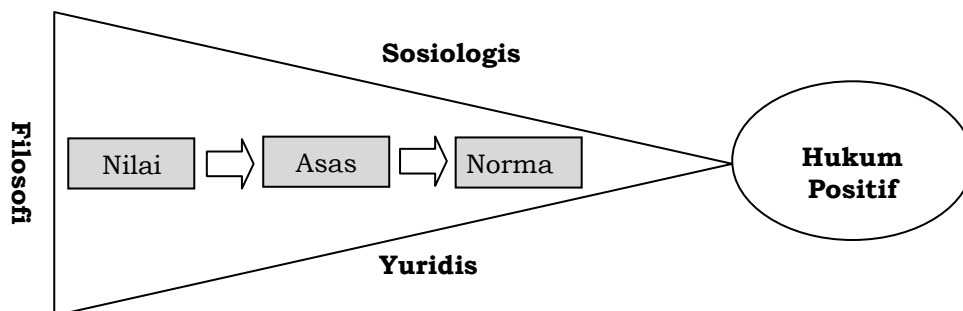 Sosiologis
Filosofi
Nilai
Asas
Norma
Hukum
Positif
Yuridis